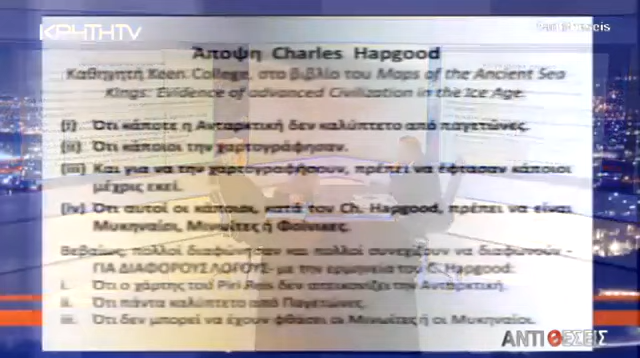 ΚΡΗΤΗTV
Άποψη Charles Hapgood
Καθηγητή Keen College, στο βιβλίο του Maps of the Ancient Sea
Kings: Evidence of advanced Civilization in the Ice Age
(i) Ότι κάποτε η Ανταρκτική δεν καλύπτετο από παγετώνες.
(ii) Ότι κάποιοι την χαρτογράφησαν.
(iii) Και για να την χαρτογραφήσουν, πρέπει να έφτασαν κάποιοι
μέχρις εκεί.
(iv) Ότι αυτοί οι κάποιοι, κατά τον Ch. Hapgood, πρέπει να είναι
Μυκηναίοι, Μινωίτες ή Φοίνικες.
Βεβαίως, πολλοί διαφώνησαν και πολλοί συνεχίζουν να διαφωνούν -
ΓΙΑ ΔΙΑΦΟΡΟΥΣ ΛΟΓΟΥΣ- με την ερμηνεία του C. Hapgood:
i. Ότι ο χάρτης του Piri Reis δεν απεικονίζει την Ανταρκτική.
ii. Ότι πάντα καλύπτετο από Παγετώνες.
iii. Ότι δεν μπορεί να έχουν φθάσει οι Μινωίτες ή οι Μυκηναίοι.
ΑΝΤΙΘΕΣΕΙΣ